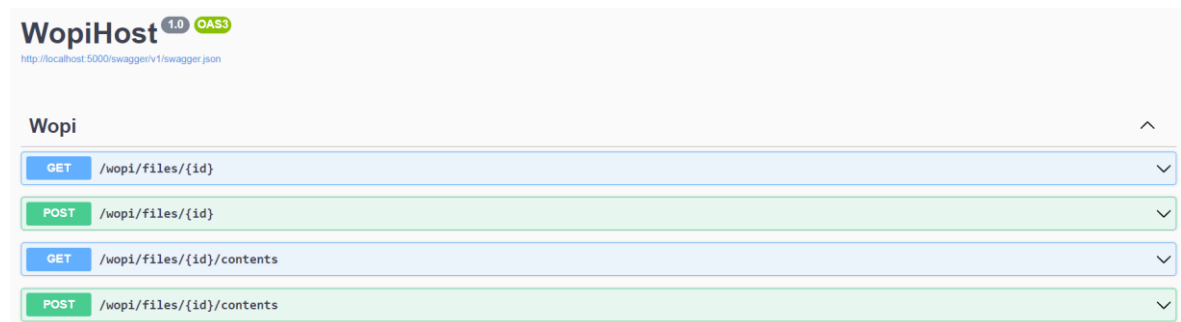 WopiHost 1.0 OAS3
http://localhost:5000/swagger/v1/swagger.json
Wopi
GET /wopi/files/{id}
POST /wopi/files/{id}
GET /wopi/files/{id}/contents
POST /wopi/files/{id}/contents